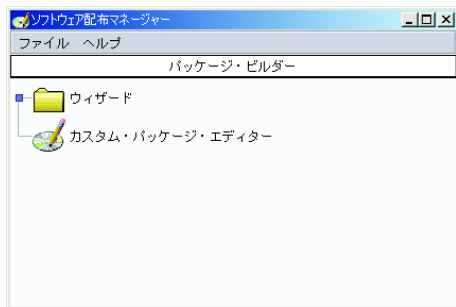 ソフトウェア配布マネージャー
ファイル ヘルプ
パッケージ・ビルダー
ウィザード
カスタム・パッケージ・エディター